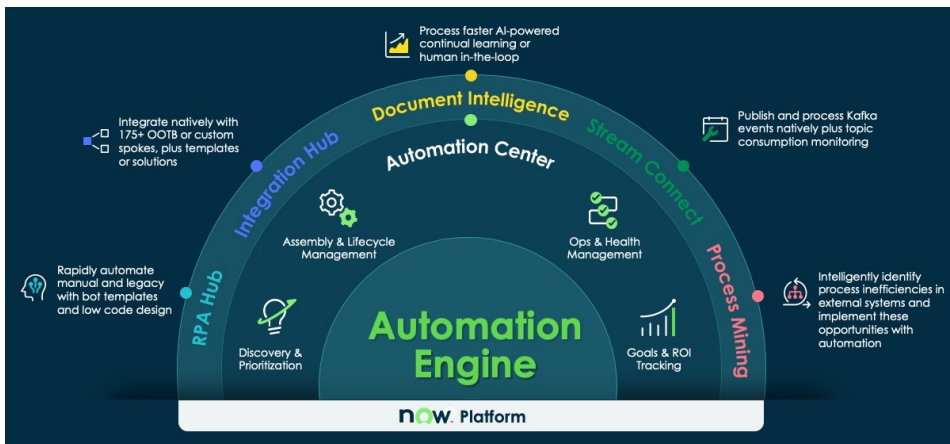 Process faster AI-powered
continual learning or
human in-the-loop
Integrate natively with
175+ OOTB or custom
spokes, plus templates
or solutions
Publish and process Kafka
events natively plus topic
consumption monitoring
Rapidly automate
manual and legacy
with bot templates
and low code design
Intelligently identify
process inefficiencies in
external systems and
implement these
opportunities with
automation
RPA Hub
Integration Hub
Document Intelligence
Stream Connect
Process Mining
Automation Center
Assembly & Lifecycle
Management
Ops & Health
Management
Discovery &
Prioritization
Goals & ROI
Tracking
Automation
Engine
now. Platform